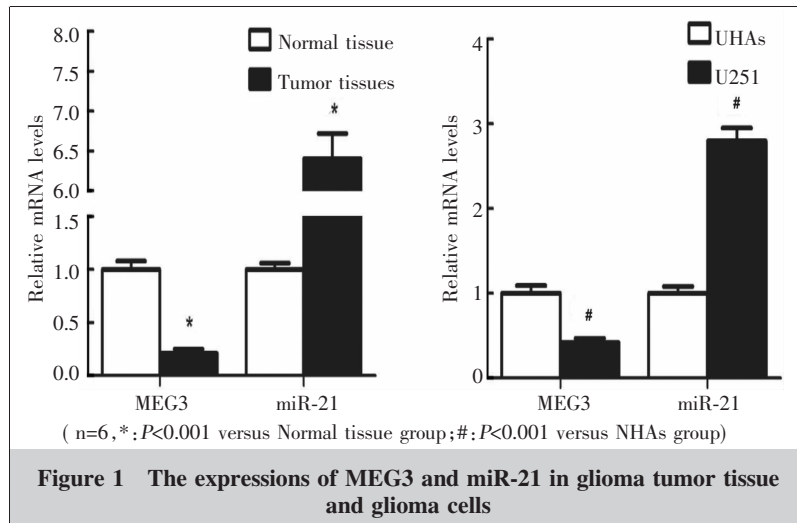 8.0
7.5
7.0
6.5
6.0
1.5
1.0
0.5
0.0
Relative mRNA levels
Normal tissue
Tumor tissues
*
*
MEG3 miR-21
4
3
2
1
0
Relative mRNA levels
UHAs
U251
#
#
MEG3 miR-21
( n=6,*:P<0.001 versus Normal tissue group;#:P<0.001 versus NHAs group)
Figure 1 The expressions of MEG3 and miR-21 in glioma tumor tissue
and glioma cells